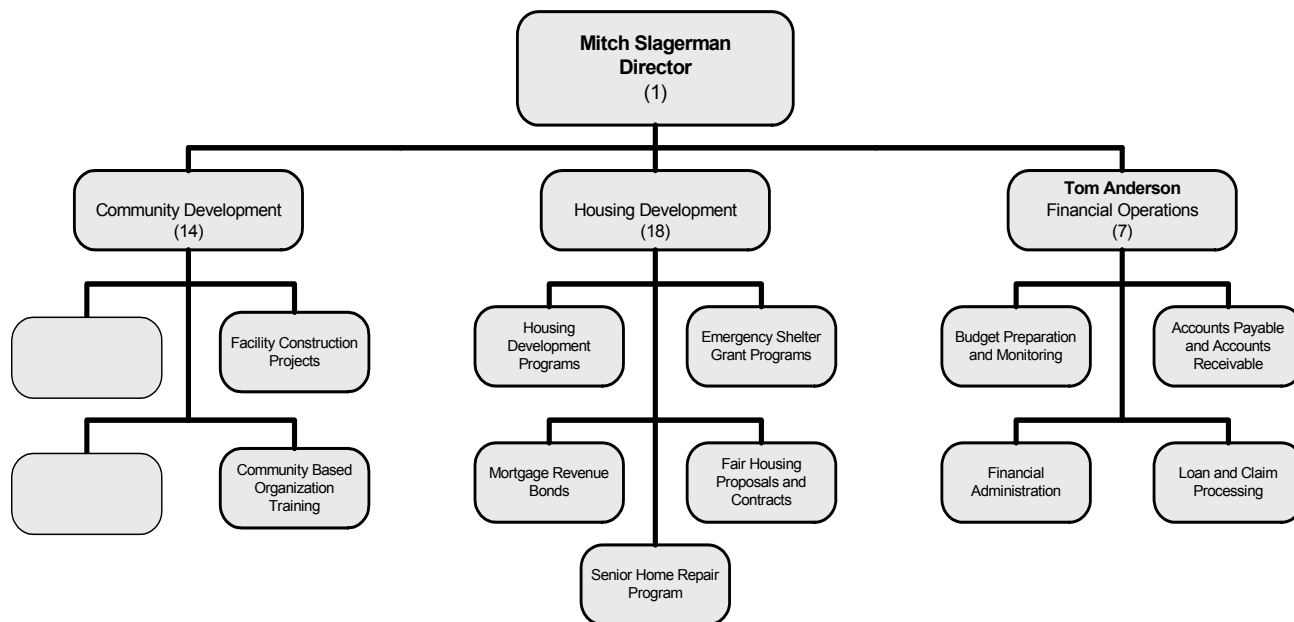 Mitch Slagerman
Director
(1)
Community Development
(14)
Housing Development
(18)
Tom Anderson
Financial Operations
(7)
Facility Construction
Projects
Housing
Development
Programs
Emergency Shelter
Grant Programs
Budget Preparation
and Monitoring
Accounts Payable
and Accounts
Receivable
Community Based
Organization
Training
Mortgage Revenue
Bonds
Fair Housing
Proposals and
Contracts
Financial
Administration
Loan and Claim
Processing
Senior Home Repair
Program